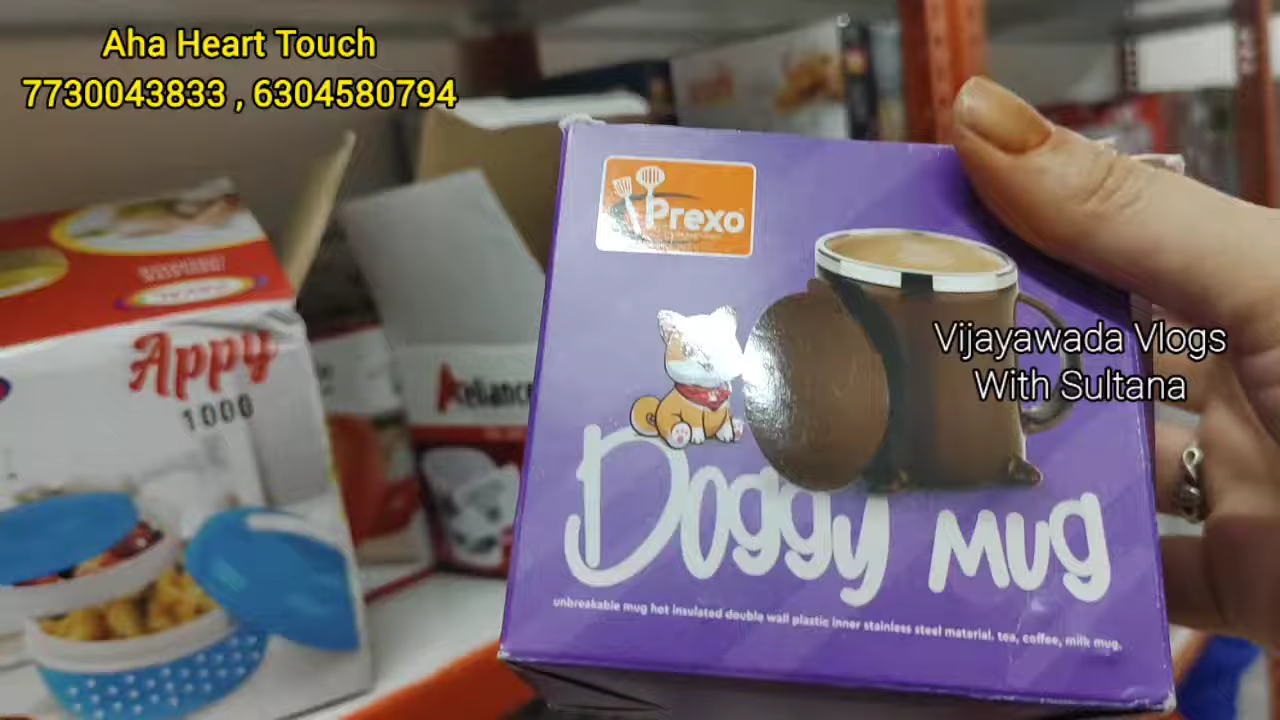 Aha Heart Touch
7730043833 , 6304580794
Prexo
Vijayawada Vlogs
With Sultana
Appy
1000
Reliance
Doggy Mug
unbreakable mug hot insulated double wall plastic inner stainless steel material. tea, coffee, milk mug.